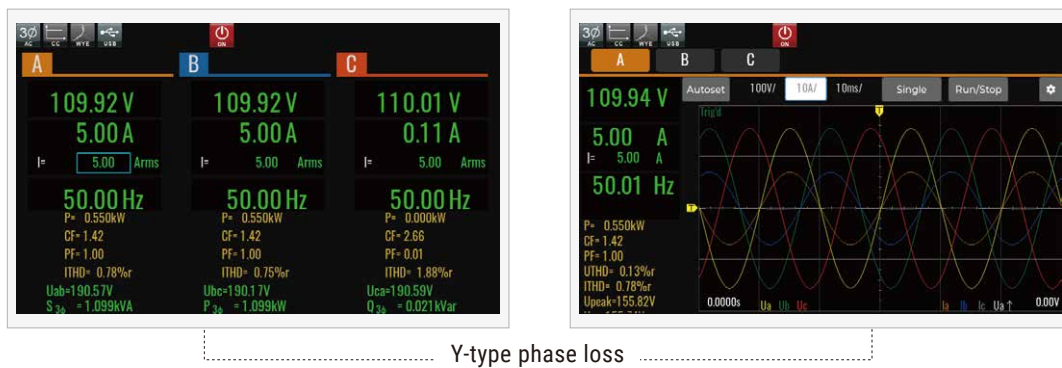 3Ø AC CC WYE USB ON
A B C
109.92 V 109.92 V 110.01 V
5.00 A 5.00 A 0.11 A
I= 5.00 Arms I= 5.00 Arms I= 5.00 Arms
50.00 Hz 50.00 Hz 50.00 Hz
P= 0.550kW P= 0.550kW P= 0.000kW
CF= 1.42 CF= 1.42 CF= 2.66
PF= 1.00 PF= 1.00 PF= 0.01
ITHD= 0.78%r ITHD= 0.75%r ITHD= 1.88%r
Uab=190.57V Ubc=190.17V Uca=190.59V
S3ϕ =1.099kVA P3ϕ =1.099kW Q3ϕ =0.021kVar
3Ø AC CC WYE USB ON
A B C
109.94 V Autoset 100V/ 10A/ 10ms/ Single Run/Stop
Trig'd T
5.00 A
I= 5.00 A
50.01 Hz
T
P= 0.550kW
CF= 1.42
PF= 1.00
UTHD= 0.13%r
ITHD= 0.78%r
Upeak=155.82V 0.0000s Ua Ub Uc Ia Ib Ic Ua↑ 0.00V
Y-type phase loss